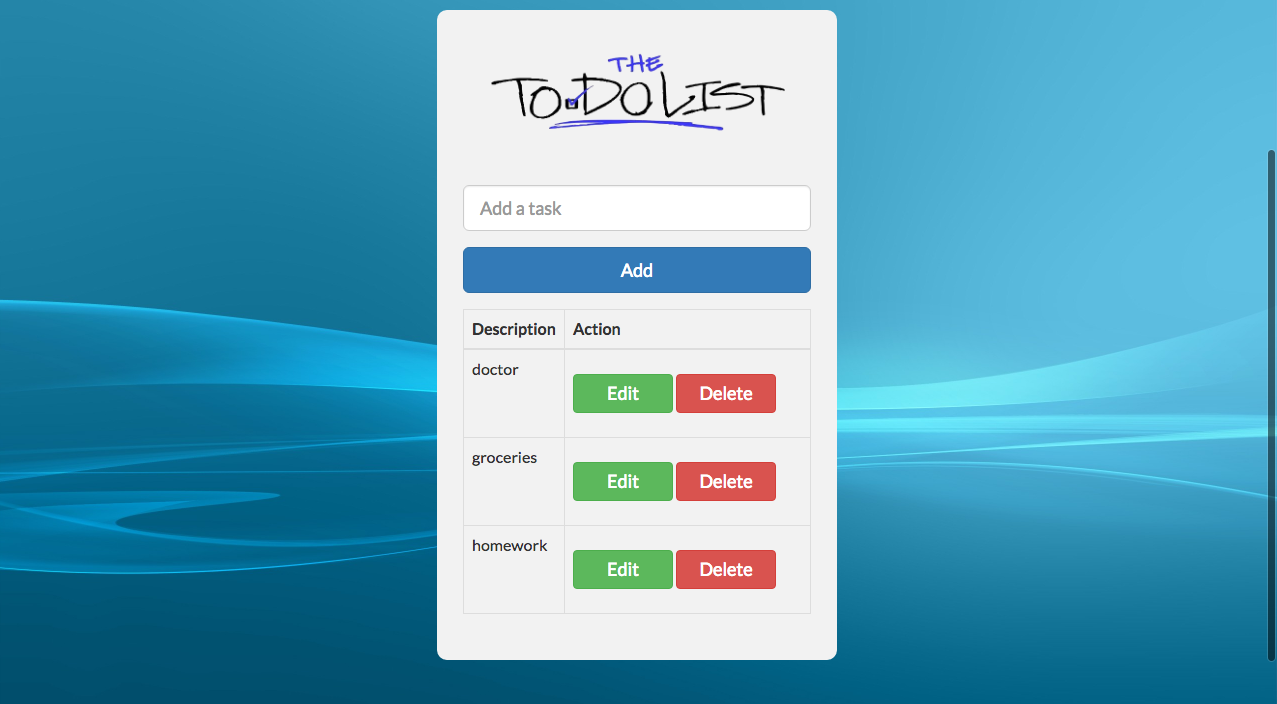 THE
TO DO LIST
Add a task
Add
Description Action
doctor
Edit Delete
groceries
Edit Delete
homework
Edit Delete